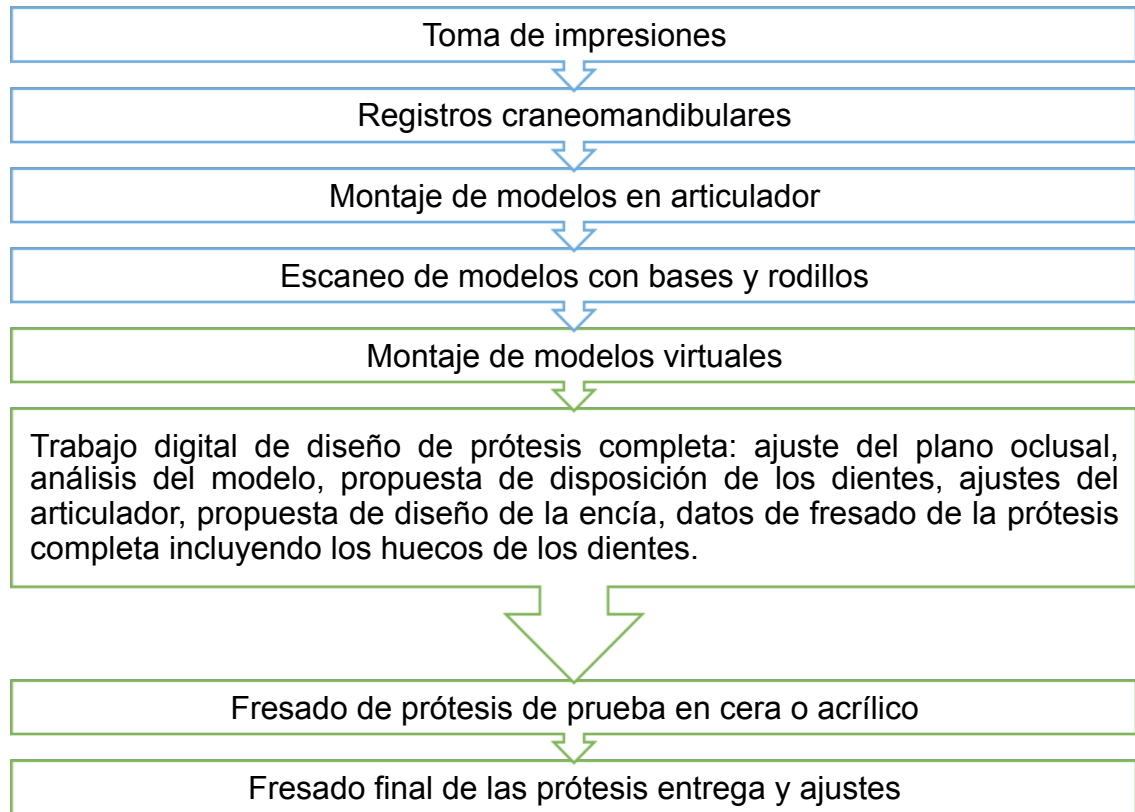 Toma de impresiones
Registros craneomandibulares
Montaje de modelos en articulador
Escaneo de modelos con bases y rodillos
Montaje de modelos virtuales
Trabajo digital de diseño de prótesis completa: ajuste del plano oclusal,
análisis del modelo, propuesta de disposición de los dientes, ajustes del
articulador, propuesta de diseño de la encía, datos de fresado de la prótesis
completa incluyendo los huecos de los dientes.
Fresado de prótesis de prueba en cera o acrílico
Fresado final de las prótesis entrega y ajustes